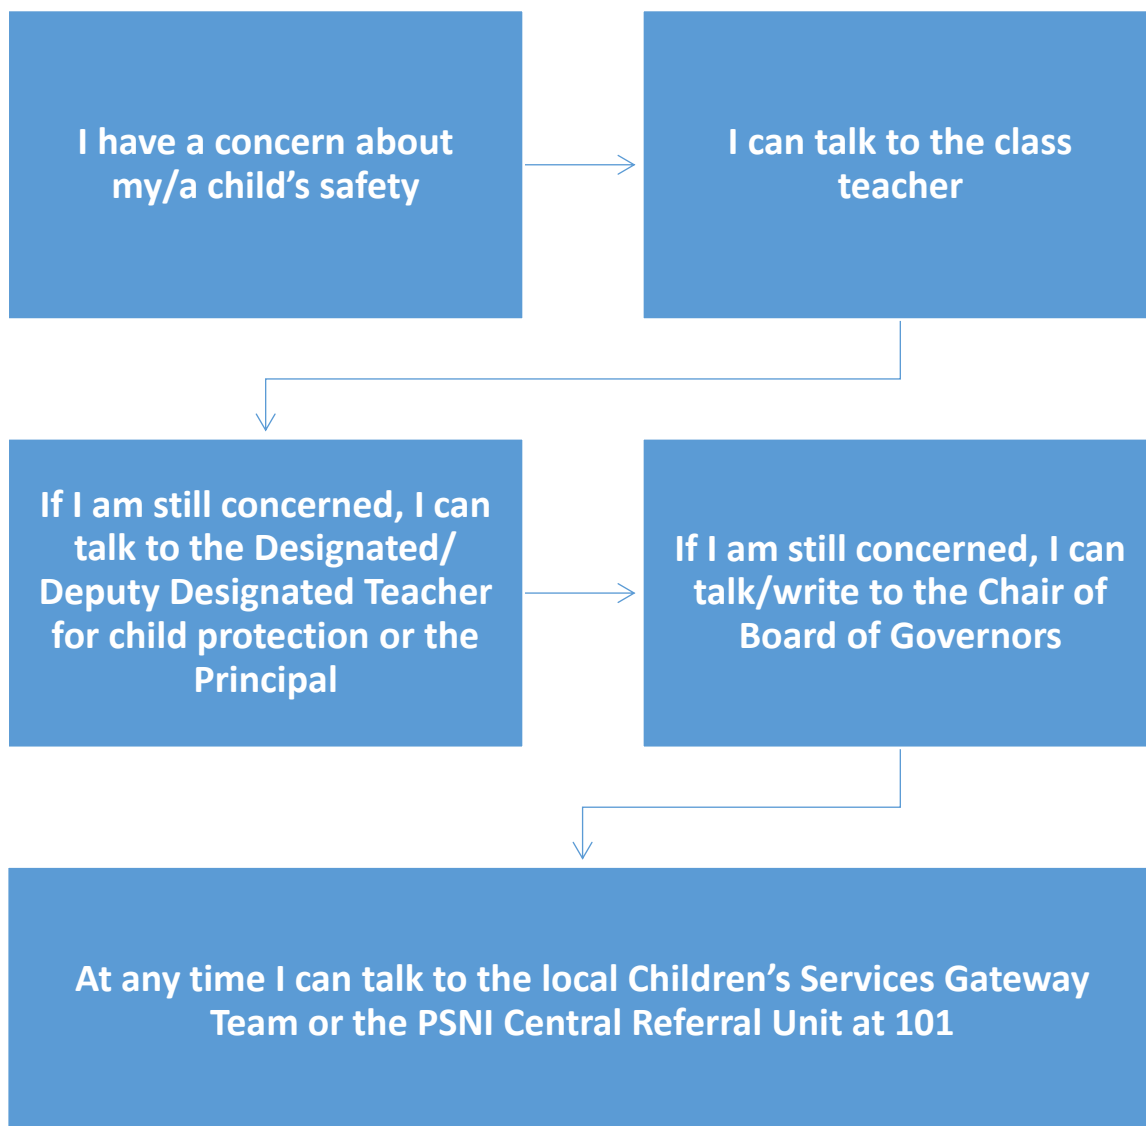 I have a concern about
my/a child’s safety
I can talk to the class
teacher
If I am still concerned, I can
talk to the Designated/
Deputy Designated Teacher
for child protection or the
Principal
If I am still concerned, I can
talk/write to the Chair of
Board of Governors
At any time I can talk to the local Children’s Services Gateway
Team or the PSNI Central Referral Unit at 101